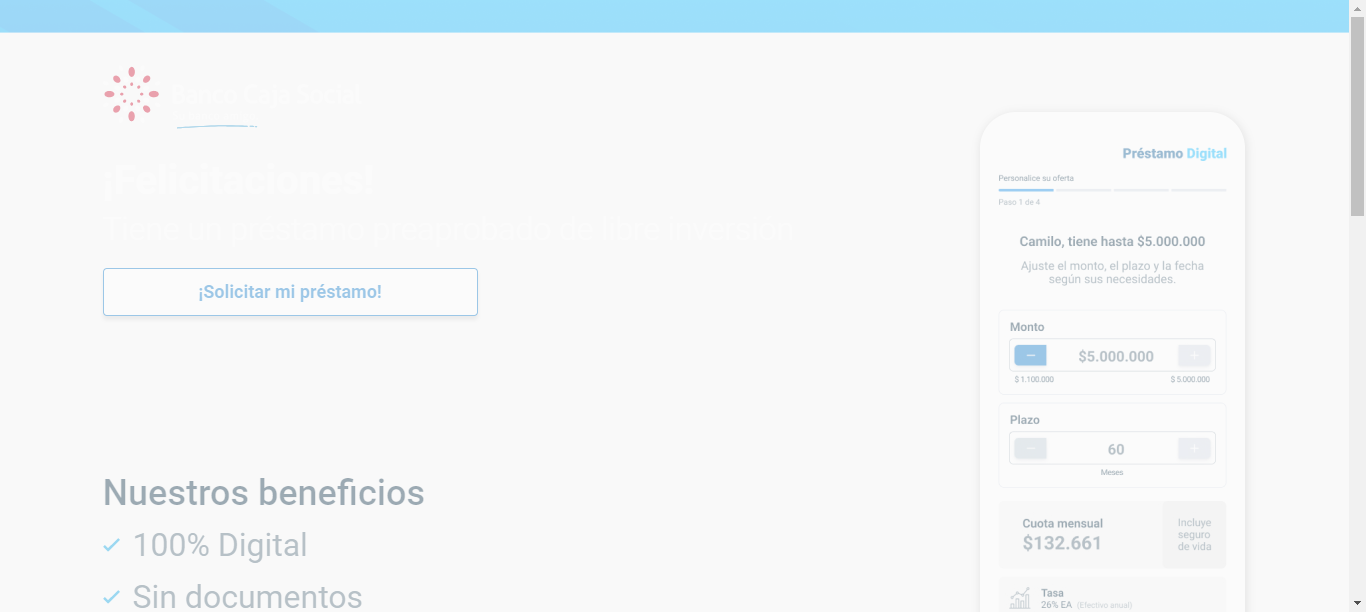 Banco Caja Social
¡Felicitaciones!
Tiene un préstamo preaprobado de libre inversión
¡Solicitar mi préstamo!
Nuestros beneficios
100% Digital
Sin documentos
Préstamo Digital
Personalice su oferta
Paso 1 de 4
Camilo, tiene hasta $5.000.000
Ajuste el monto, el plazo y la fecha
según sus necesidades.
Monto
− $5.000.000 +
$ 1.100.000 $ 5.000.000
Plazo
− 60 +
Meses
Cuota mensual
$132.661
Incluye
seguro
de vida
Tasa
26% EA (Efectivo anual)